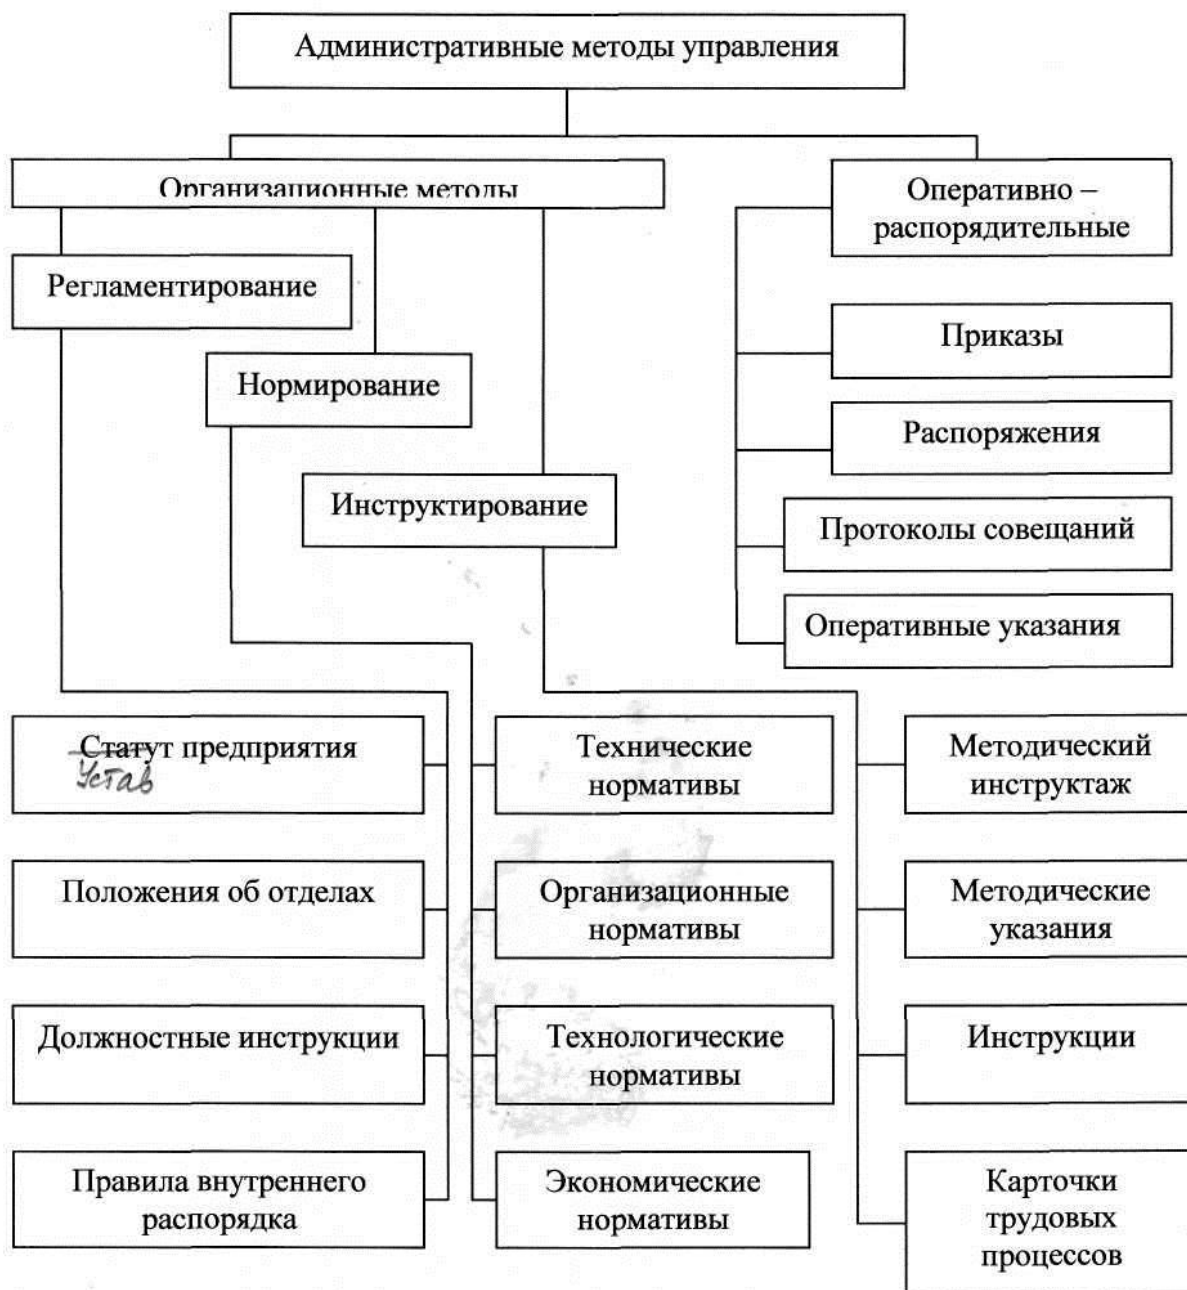 Административные методы управления
Организационные методы
Оперативно –
распорядительные
Регламентирование
Приказы
Нормирование
Распоряжения
Инструктирование
Протоколы совещаний
Оперативные указания
Статут предприятия
Устав
Технические
нормативы
Методический
инструктаж
Положения об отделах
Организационные
нормативы
Методические
указания
Должностные инструкции
Технологические
нормативы
Инструкции
Правила внутреннего
распорядка
Экономические
нормативы
Карточки
трудовых
процессов